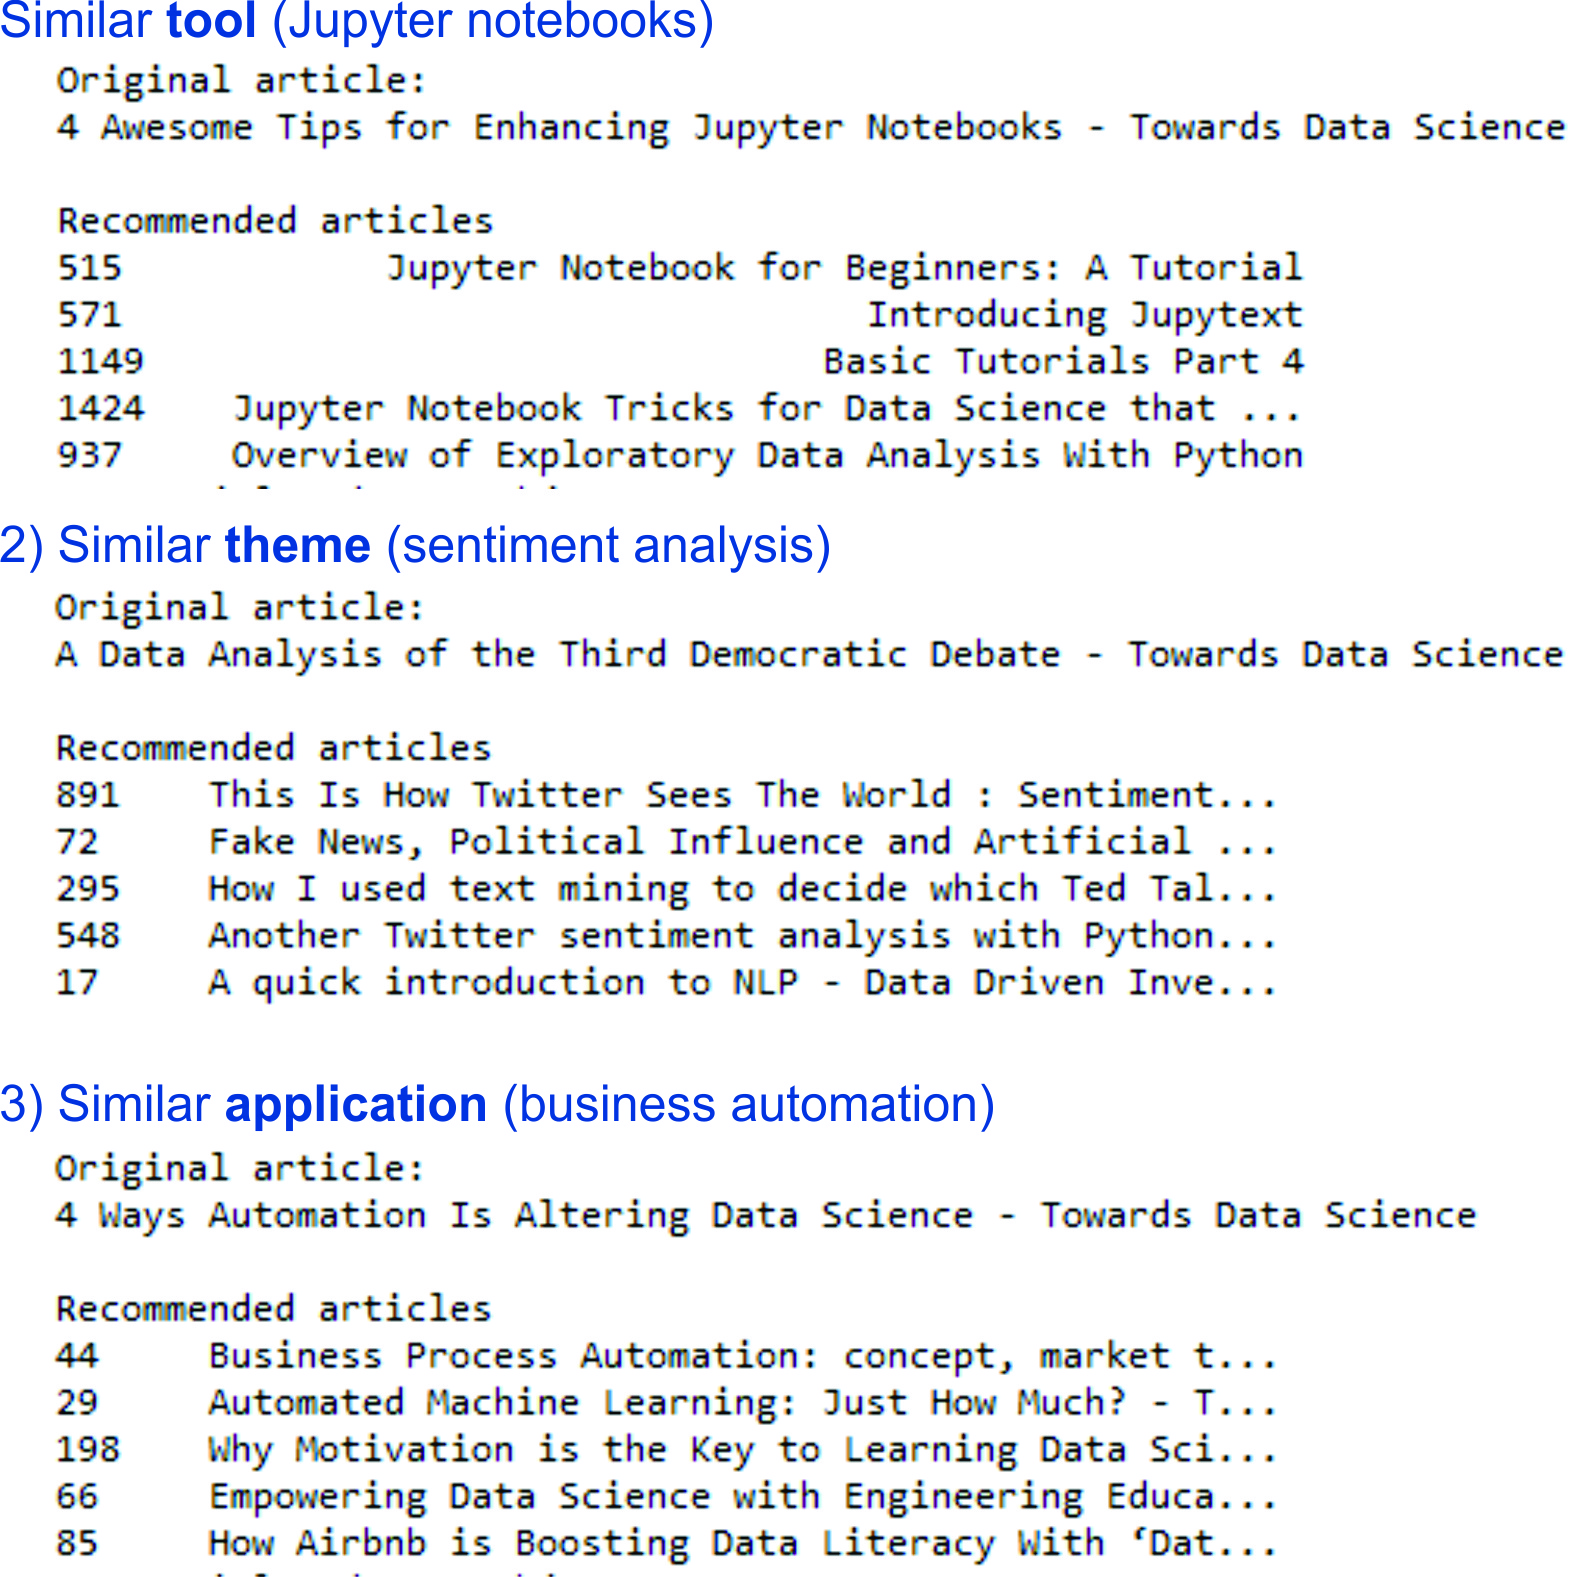 Similar tool (Jupyter notebooks)
Original article:
4 Awesome Tips for Enhancing Jupyter Notebooks - Towards Data Science
Recommended articles
515 Jupyter Notebook for Beginners: A Tutorial
571 Introducing Jupytext
1149 Basic Tutorials Part 4
1424 Jupyter Notebook Tricks for Data Science that ...
937 Overview of Exploratory Data Analysis With Python
2) Similar theme (sentiment analysis)
Original article:
A Data Analysis of the Third Democratic Debate - Towards Data Science
Recommended articles
891 This Is How Twitter Sees The World : Sentiment...
72 Fake News, Political Influence and Artificial ...
295 How I used text mining to decide which Ted Tal...
548 Another Twitter sentiment analysis with Python...
17 A quick introduction to NLP - Data Driven Inve...
3) Similar application (business automation)
Original article:
4 Ways Automation Is Altering Data Science - Towards Data Science
Recommended articles
44 Business Process Automation: concept, market t...
29 Automated Machine Learning: Just How Much? - T...
198 Why Motivation is the Key to Learning Data Sci...
66 Empowering Data Science with Engineering Educa...
85 How Airbnb is Boosting Data Literacy With ‘Dat...